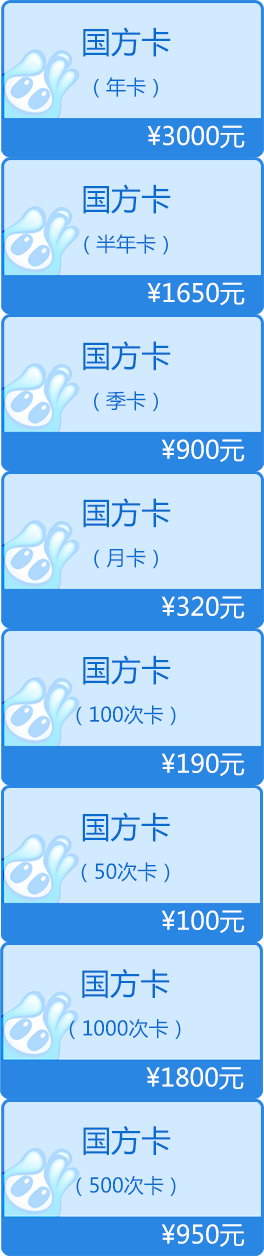 国方卡
（年卡）
¥3000元
国方卡
（半年卡）
¥1650元
国方卡
（季卡）
¥900元
国方卡
（月卡）
¥320元
国方卡
（100次卡）
¥190元
国方卡
（50次卡）
¥100元
国方卡
（1000次卡）
¥1800元
国方卡
（500次卡）
¥950元